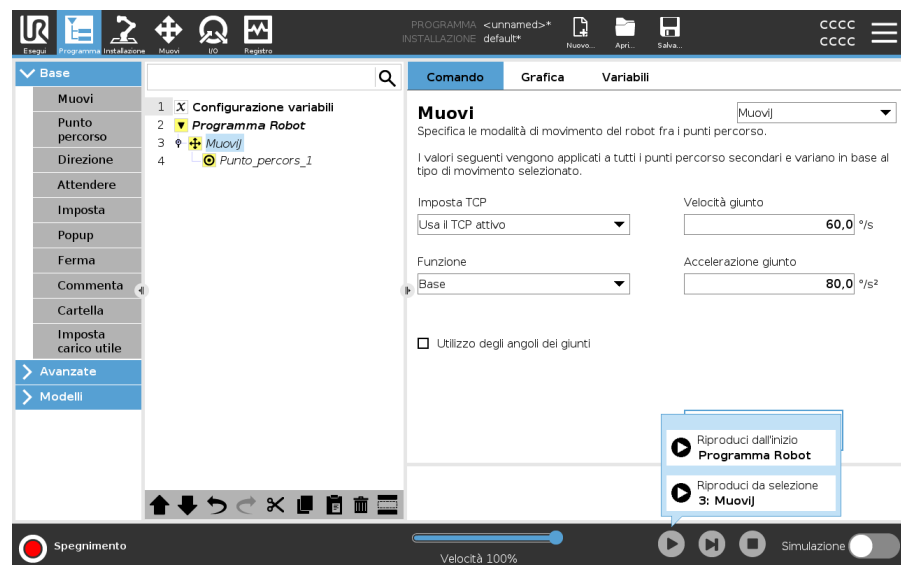 PROGRAMMA <unnamed>*
INSTALLAZIONE default*
Nuovo... Apri... Salva...
CCCC
CCCC
UR
Esegui Programma Installazione Muovi I/O Registro
Base
Muovi
Punto
percorso
Direzione
Attendere
Imposta
Popup
Ferma
Commenta
Cartella
Imposta
carico utile
Avanzate
Modelli
1 X Configurazione variabili
2 Programma Robot
3 MuoviJ
4 Punto_percors_1
Comando Grafica Variabili
Muovi
MuoviJ
Specifica le modalità di movimento del robot fra i punti percorso.
I valori seguenti vengono applicati a tutti i punti percorso secondari e variano in base al
tipo di movimento selezionato.
Imposta TCP
Usa il TCP attivo
Velocità giunto
60,0 °/s
Funzione
Base
Accelerazione giunto
80,0 °/s²
Utilizzo degli angoli dei giunti
Riproduci dall'inizio
Programma Robot
Riproduci da selezione
3: MuoviJ
Spegnimento
Velocità 100%
Simulazione